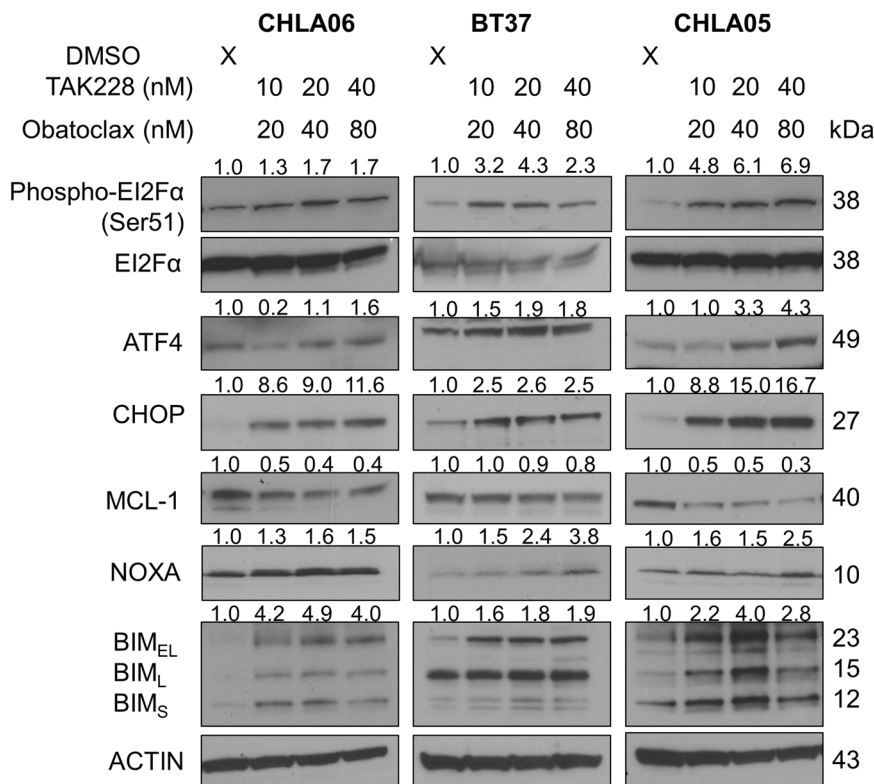 CHLA06 BT37 CHLA05
DMSO X X X
TAK228 (nM) 10 20 40 10 20 40 10 20 40
Obatoclax (nM) 20 40 80 20 40 80 20 40 80 kDa
1.0 1.3 1.7 1.7 1.0 3.2 4.3 2.3 1.0 4.8 6.1 6.9
Phospho-EI2Fα
(Ser51)
38
EI2Fα 38
1.0 0.2 1.1 1.6 1.0 1.5 1.9 1.8 1.0 1.0 3.3 4.3
ATF4 49
1.0 8.6 9.0 11.6 1.0 2.5 2.6 2.5 1.0 8.8 15.0 16.7
CHOP 27
1.0 0.5 0.4 0.4 1.0 1.0 0.9 0.8 1.0 0.5 0.5 0.3
MCL-1 40
1.0 1.3 1.6 1.5 1.0 1.5 2.4 3.8 1.0 1.6 1.5 2.5
NOXA 10
1.0 4.2 4.9 4.0 1.0 1.6 1.8 1.9 1.0 2.2 4.0 2.8
BIMEL 23
BIML 15
BIMS 12
ACTIN 43